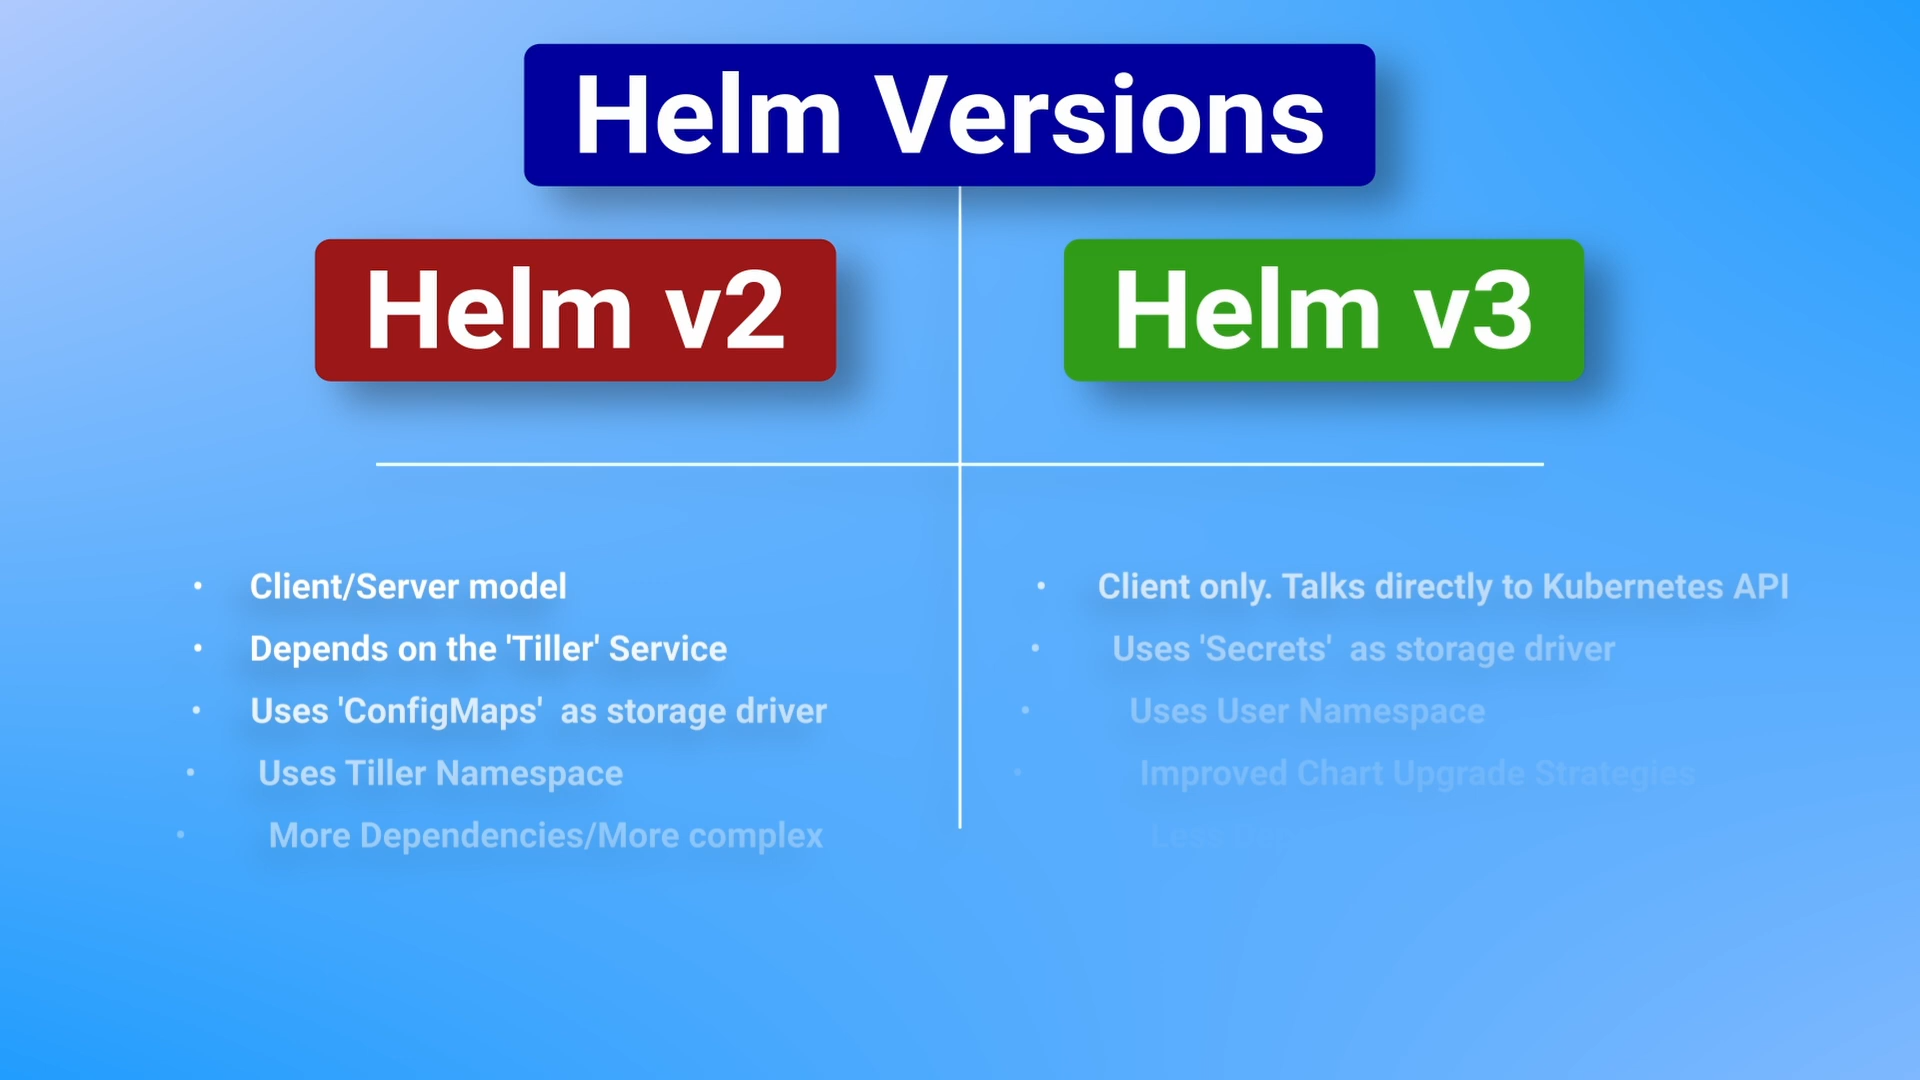 Helm Versions
Helm v2
Helm v3
• Client/Server model
• Depends on the 'Tiller' Service
• Uses 'ConfigMaps'  as storage driver
• Uses Tiller Namespace
• More Dependencies/More complex
• Client only. Talks directly to Kubernetes API
• Uses 'Secrets'  as storage driver
• Uses User Namespace
• Improved Chart Upgrade Strategies